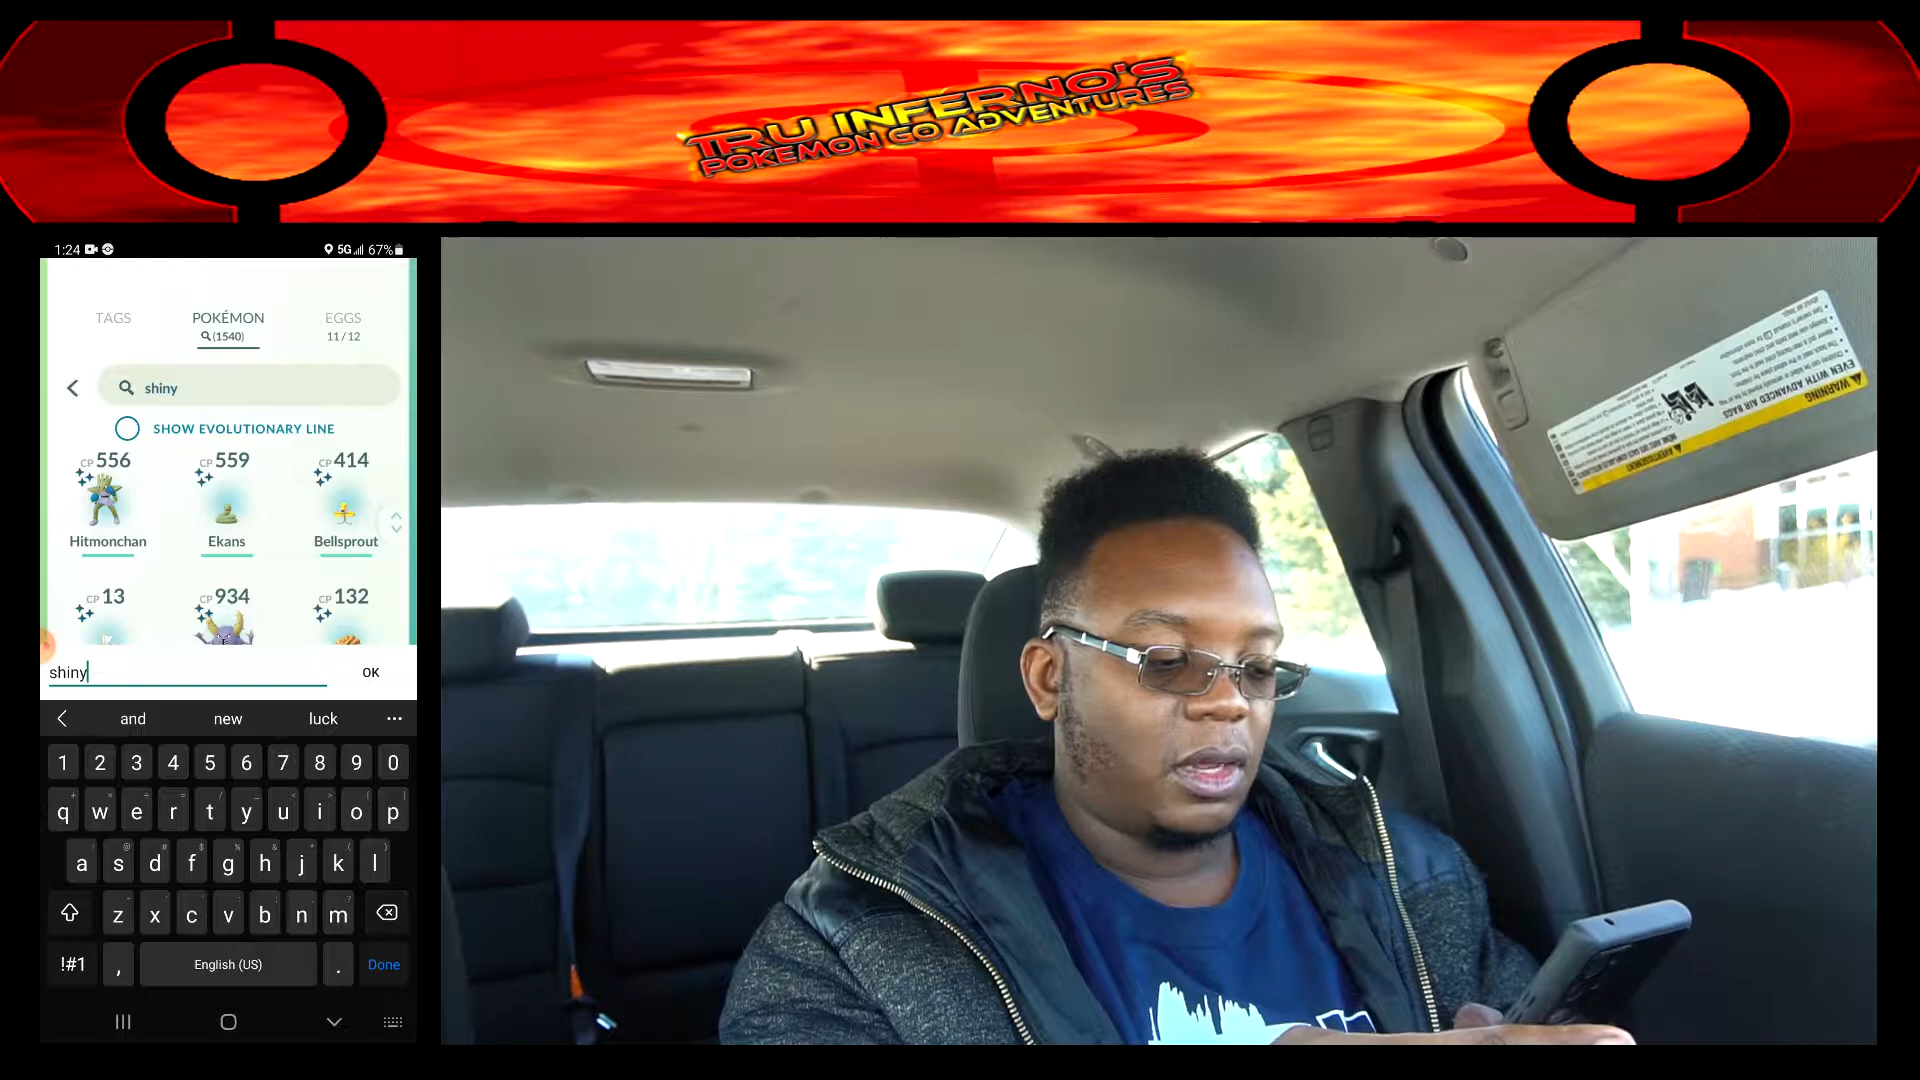 TRU INFERNO'S
POKEMON GO ADVENTURES
1:24 5G 67%
TAGS POKÉMON EGGS
(1540) 11 / 12
shiny
SHOW EVOLUTIONARY LINE
CP 556 CP 559 CP 414
Hitmonchan Ekans Bellsprout
CP 13 CP 934 CP 132
shiny OK
and new luck ...
1 2 3 4 5 6 7 8 9 0
q w e r t y u i o p
a s d f g h j k l
z x c v b n m
!#1 , English (US) . Done
WARNING
EVEN WITH ADVANCED AIR BAGS
AVERTISSEMENT